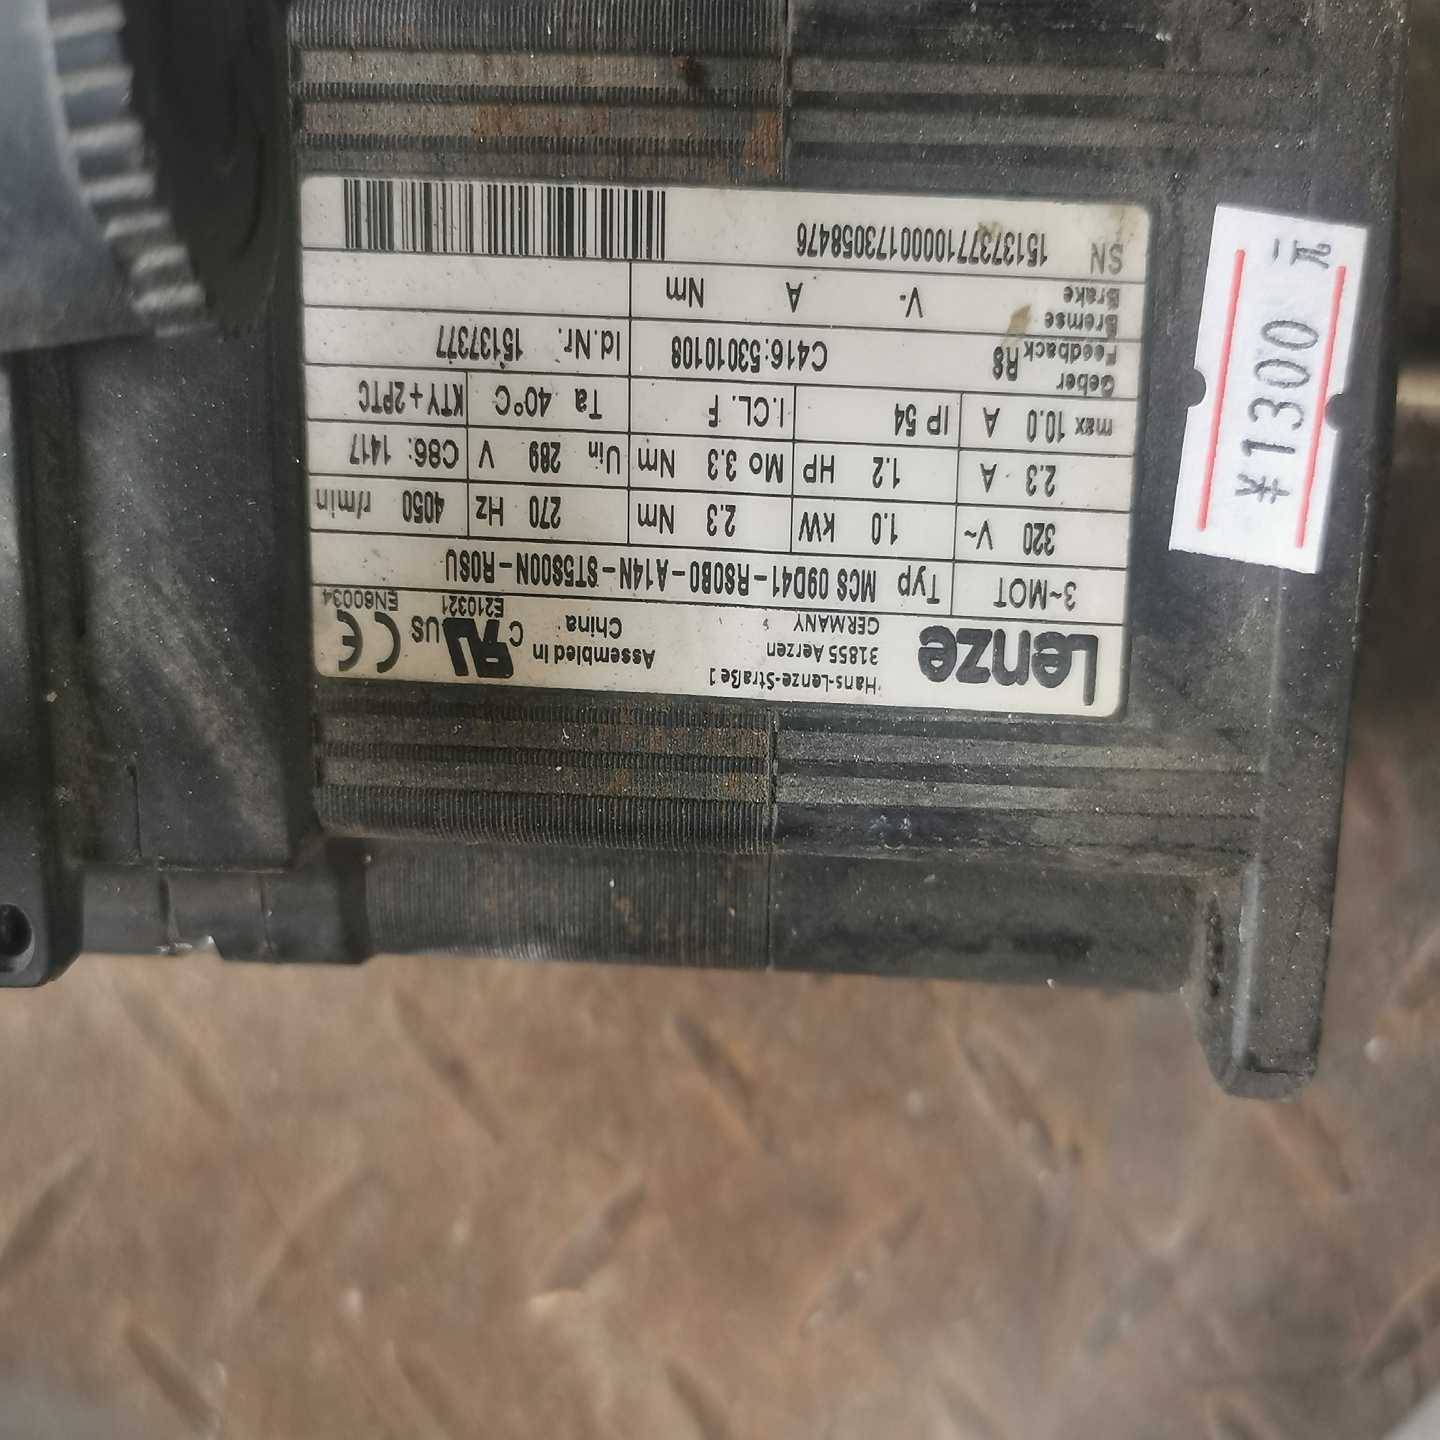 Lenze
Hans-Lenze-Straße 1
31855 Aerzen
GERMANY
Assembled in
China
C UL US
E210321
CE
EN60034
3~MOT Typ MCS 09D41-RS0B0-A14N-ST5S00N-R0SU
320 V~ 1.0 kW 2.3 Nm 270 Hz 4050 r/min
2.3 A 1.2 HP Mo 3.3 Nm Uin 289 V C86: 1417
max 10.0 A IP 54 I.CL. F Ta 40°C KTY+2PTC
Geber
Feedback RS C416:53010108 Id.Nr. 15137377
Bremse
Brake V- A Nm
SN 15137377100000173058476
¥1300